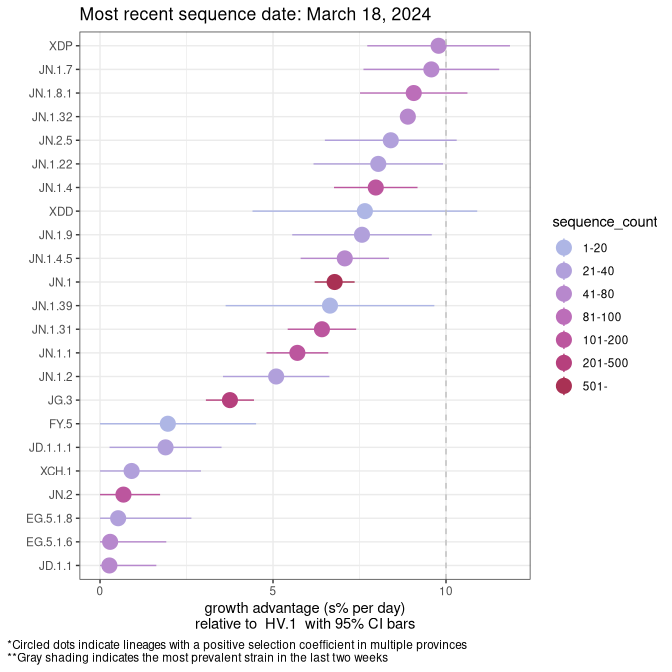 Most recent sequence date: March 18, 2024
XDP
JN.1.7
JN.1.8.1
JN.1.32
JN.2.5
JN.1.22
JN.1.4
XDD
JN.1.9
JN.1.4.5
JN.1
JN.1.39
JN.1.31
JN.1.1
JN.1.2
JG.3
FY.5
JD.1.1.1
XCH.1
JN.2
EG.5.1.8
EG.5.1.6
JD.1.1
0 5 10
growth advantage (s% per day)
relative to HV.1 with 95% CI bars
sequence_count
1-20
21-40
41-80
81-100
101-200
201-500
501-
*Circled dots indicate lineages with a positive selection coefficient in multiple provinces
**Gray shading indicates the most prevalent strain in the last two weeks